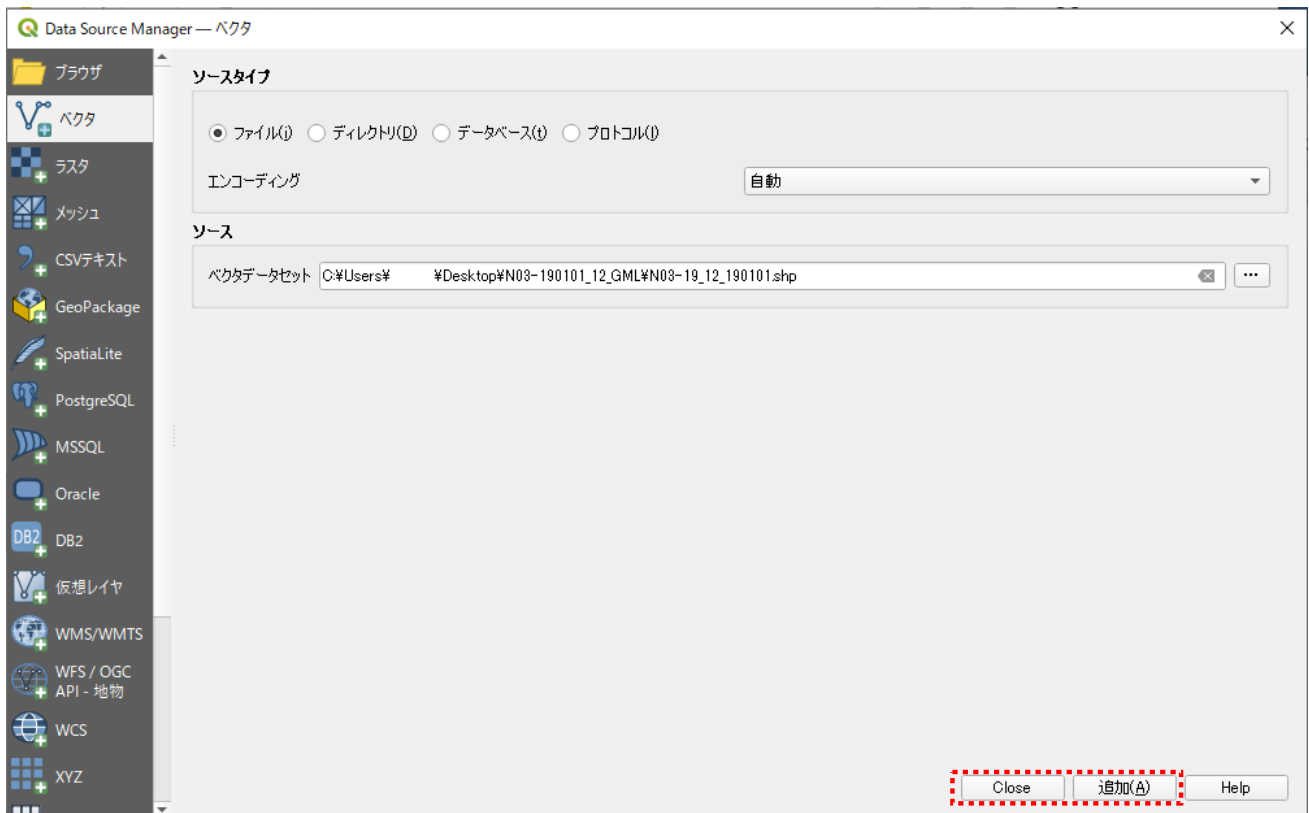 Data Source Manager — ベクタ
ブラウザ
ベクタ
ラスタ
メッシュ
CSVテキスト
GeoPackage
SpatiaLite
PostgreSQL
MSSQL
Oracle
DB2
DB2
仮想レイヤ
WMS/WMTS
WFS / OGC
API - 地物
WCS
XYZ
ソースタイプ
ファイル(i) ディレクトリ(D) データベース(t) プロトコル(l)
エンコーディング 自動
ソース
ベクタデータセット C:¥Users¥ ¥Desktop¥N03-190101_12_GML¥N03-19_12_190101.shp ...
Close 追加(A) Help